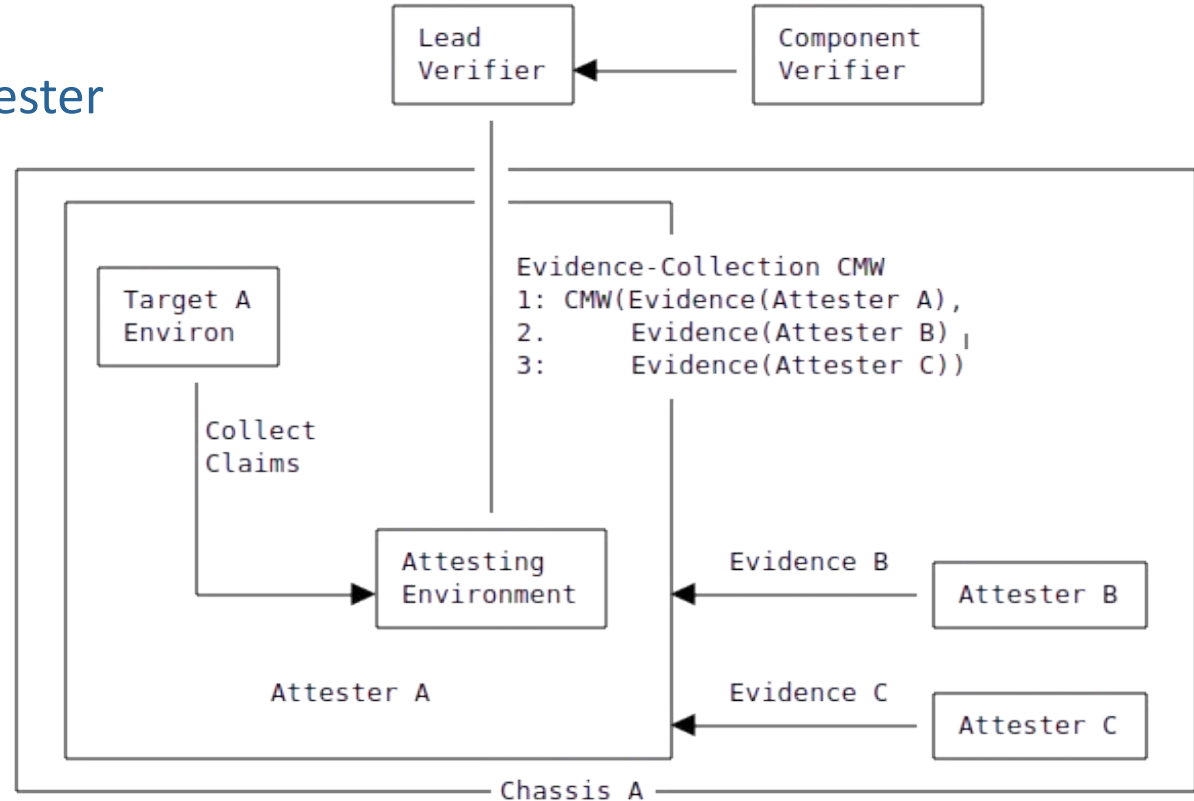 ester
Lead
Verifier
Component
Verifier
Target A
Environ
Evidence-Collection CMW
1: CMW(Evidence(Attester A),
2.     Evidence(Attester B) ,
3:     Evidence(Attester C))
Collect
Claims
Attesting
Environment
Evidence B
Attester B
Attester A
Evidence C
Attester C
Chassis A